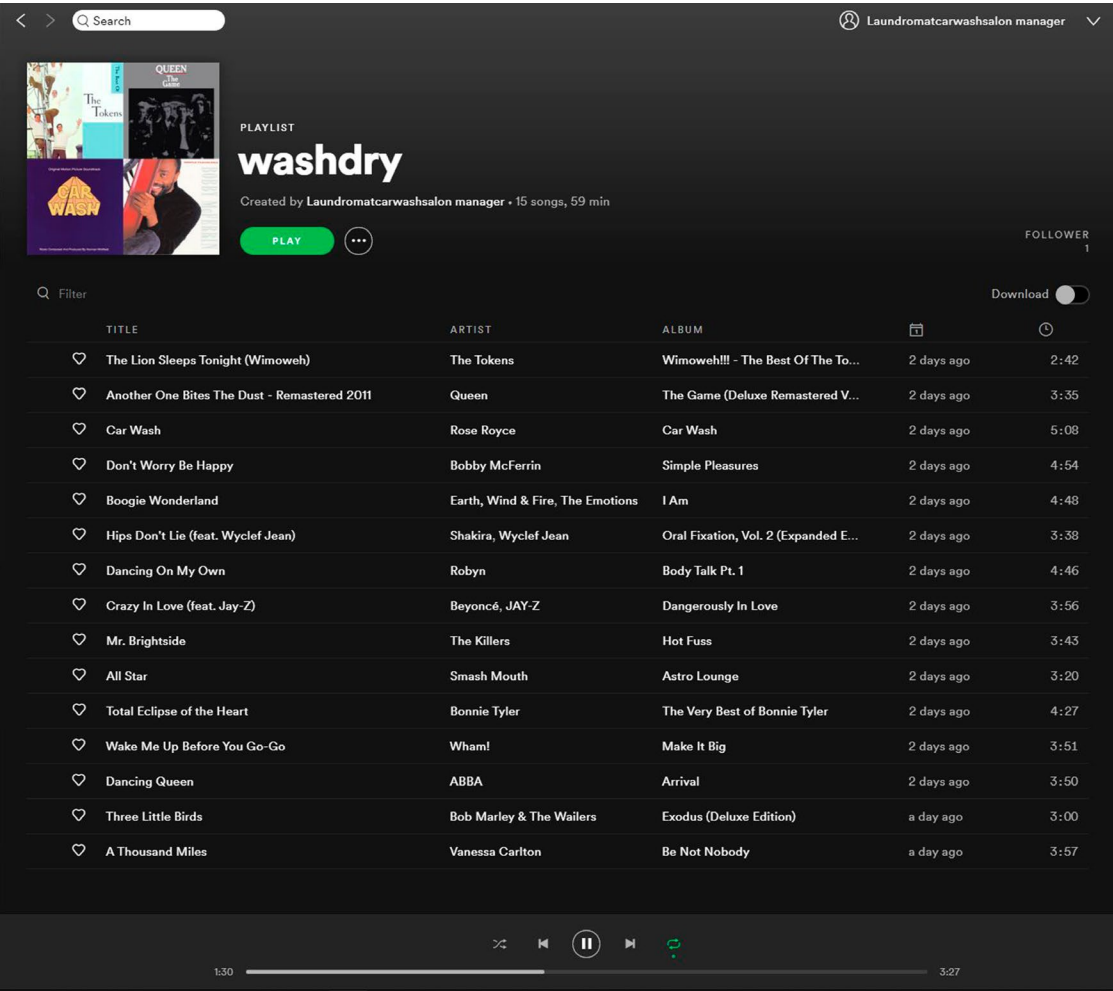 Search
Laundromatcarwashsalon manager
The Best Of
The
Tokens
QUEEN
The
Game
Original Motion Picture Soundtrack
CAR
WASH
PLAYLIST
washdry
Created by Laundromatcarwashsalon manager • 15 songs, 59 min
PLAY
FOLLOWER
1
Filter
Download
TITLE ARTIST ALBUM
The Lion Sleeps Tonight (Wimoweh) The Tokens Wimoweh!!! - The Best Of The To... 2 days ago 2:42
Another One Bites The Dust - Remastered 2011 Queen The Game (Deluxe Remastered V... 2 days ago 3:35
Car Wash Rose Royce Car Wash 2 days ago 5:08
Don't Worry Be Happy Bobby McFerrin Simple Pleasures 2 days ago 4:54
Boogie Wonderland Earth, Wind & Fire, The Emotions I Am 2 days ago 4:48
Hips Don't Lie (feat. Wyclef Jean) Shakira, Wyclef Jean Oral Fixation, Vol. 2 (Expanded E... 2 days ago 3:38
Dancing On My Own Robyn Body Talk Pt. 1 2 days ago 4:46
Crazy In Love (feat. Jay-Z) Beyoncé, JAY-Z Dangerously In Love 2 days ago 3:56
Mr. Brightside The Killers Hot Fuss 2 days ago 3:43
All Star Smash Mouth Astro Lounge 2 days ago 3:20
Total Eclipse of the Heart Bonnie Tyler The Very Best of Bonnie Tyler 2 days ago 4:27
Wake Me Up Before You Go-Go Wham! Make It Big 2 days ago 3:51
Dancing Queen ABBA Arrival 2 days ago 3:50
Three Little Birds Bob Marley & The Wailers Exodus (Deluxe Edition) a day ago 3:00
A Thousand Miles Vanessa Carlton Be Not Nobody a day ago 3:57
1:30 3:27